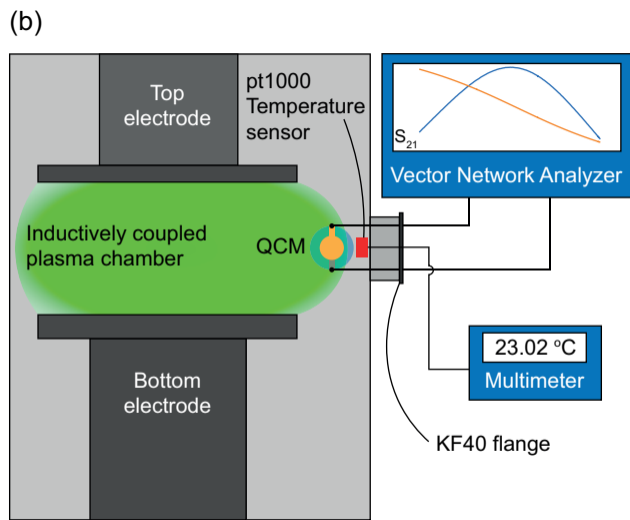 (b)
Top
electrode
pt1000
Temperature
sensor
S21
Vector Network Analyzer
Inductively coupled
plasma chamber
QCM
23.02 °C
Multimeter
Bottom
electrode
KF40 flange